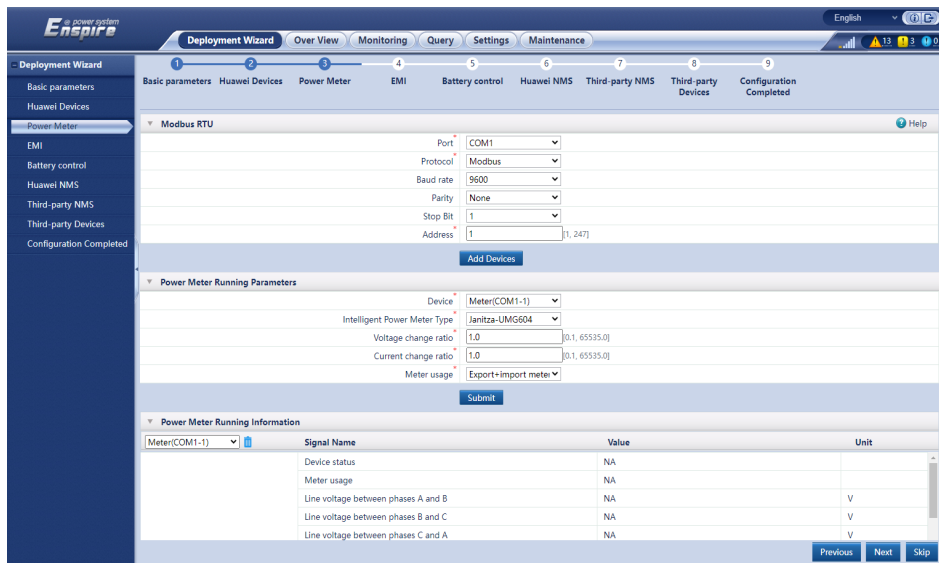 e power system
Enspire
English
Deployment Wizard Over View Monitoring Query Settings Maintenance
13 3 0
Deployment Wizard
Basic parameters
Huawei Devices
Power Meter
EMI
Battery control
Huawei NMS
Third-party NMS
Third-party Devices
Configuration Completed
1 2 3 4 5 6 7 8 9
Basic parameters Huawei Devices Power Meter EMI Battery control Huawei NMS Third-party NMS Third-party Devices Configuration Completed
Modbus RTU Help
Port * COM1
Protocol * Modbus
Baud rate 9600
Parity None
Stop Bit 1
Address * 1 [1, 247]
Add Devices
Power Meter Running Parameters
Device * Meter(COM1-1)
Intelligent Power Meter Type * Janitza-UMG604
Voltage change ratio * 1.0 [0.1, 65535.0]
Current change ratio * 1.0 [0.1, 65535.0]
Meter usage * Export+import meter
Submit
Power Meter Running Information
Meter(COM1-1) Signal Name Value Unit
Device status NA
Meter usage NA
Line voltage between phases A and B NA V
Line voltage between phases B and C NA V
Line voltage between phases C and A NA V
Previous Next Skip